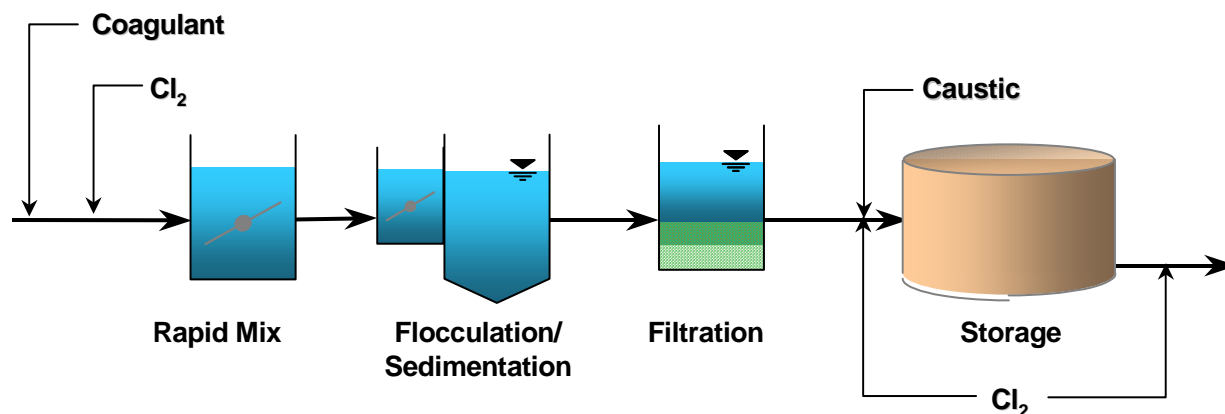 Coagulant
Cl₂
Caustic
Rapid Mix
Flocculation/
Sedimentation
Filtration
Storage
Cl₂